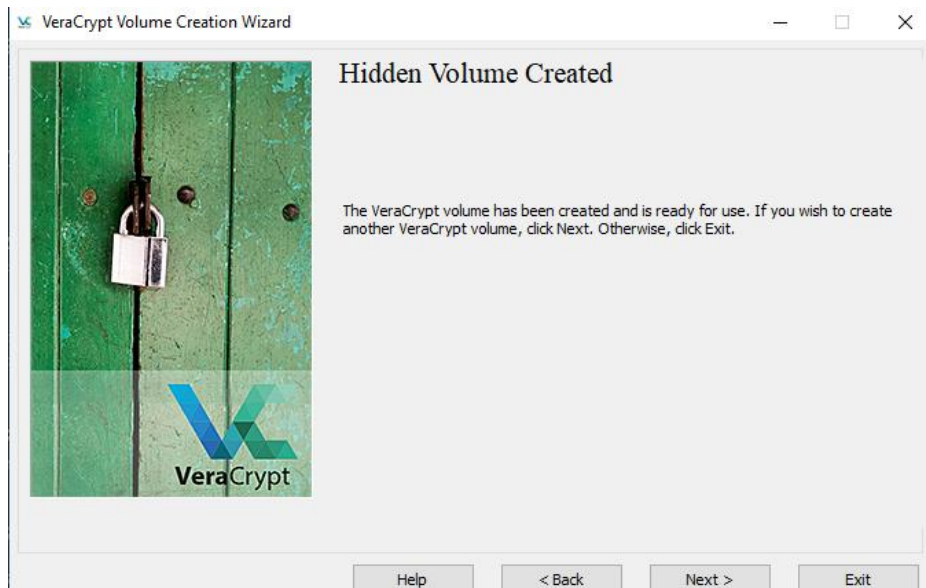 VeraCrypt Volume Creation Wizard
Hidden Volume Created
The VeraCrypt volume has been created and is ready for use. If you wish to create
another VeraCrypt volume, click Next. Otherwise, click Exit.
VeraCrypt
Help
< Back
Next >
Exit